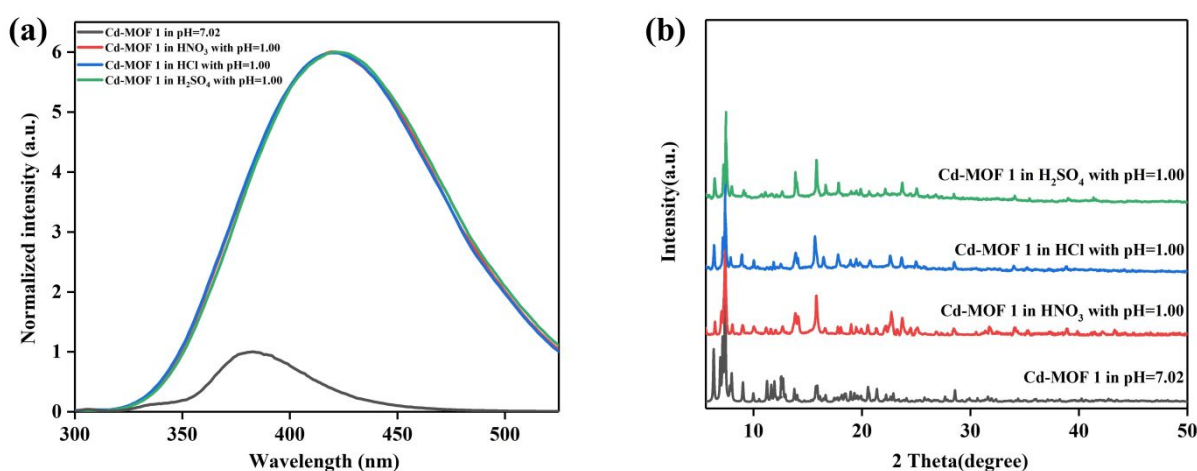 (a)
Cd-MOF 1 in pH=7.02
Cd-MOF 1 in HNO₃ with pH=1.00
Cd-MOF 1 in HCl with pH=1.00
Cd-MOF 1 in H₂SO₄ with pH=1.00
Normalized intensity (a.u.)
6
5
4
3
2
1
0
300 350 400 450 500
Wavelength (nm)
(b)
Intensity(a.u.)
Cd-MOF 1 in H₂SO₄ with pH=1.00
Cd-MOF 1 in HCl with pH=1.00
Cd-MOF 1 in HNO₃ with pH=1.00
Cd-MOF 1 in pH=7.02
10 20 30 40 50
2 Theta(degree)